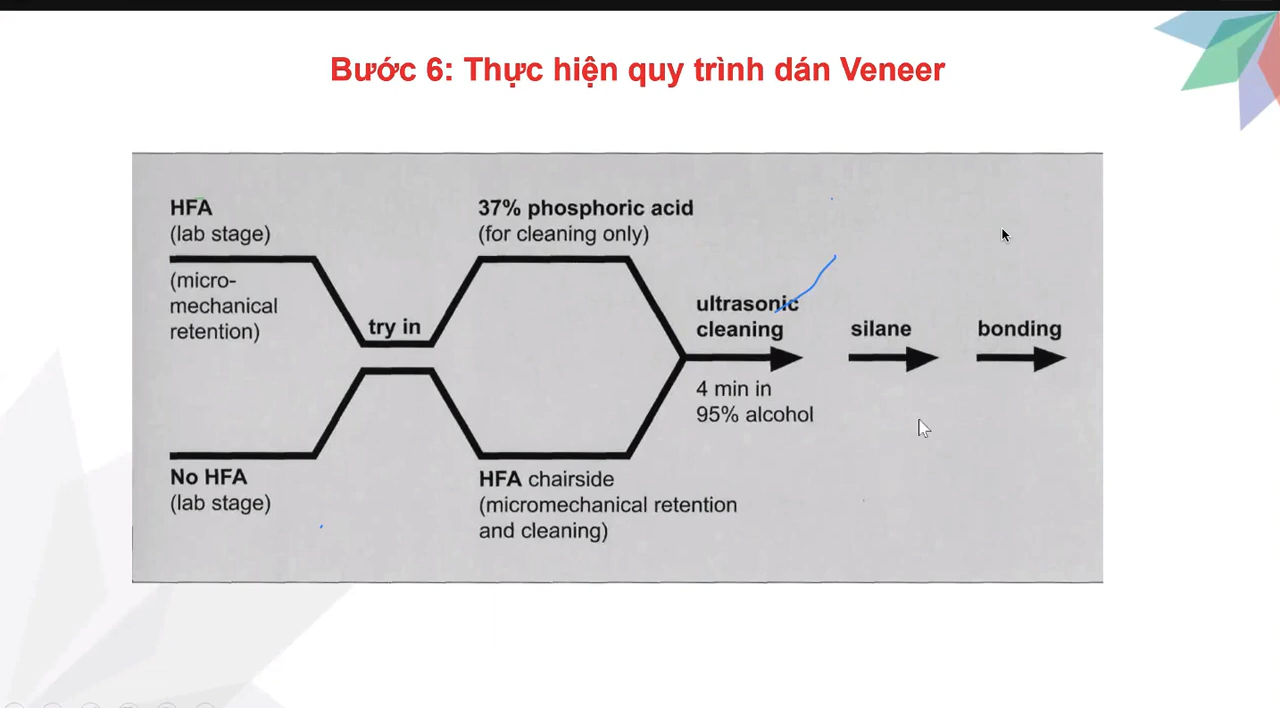 Bước 6: Thực hiện quy trình dán Veneer
HFA
(lab stage)
(micro-
mechanical
retention)
try in
37% phosphoric acid
(for cleaning only)
No HFA
(lab stage)
HFA chairside
(micromechanical retention
and cleaning)
ultrasonic
cleaning
4 min in
95% alcohol
silane
bonding